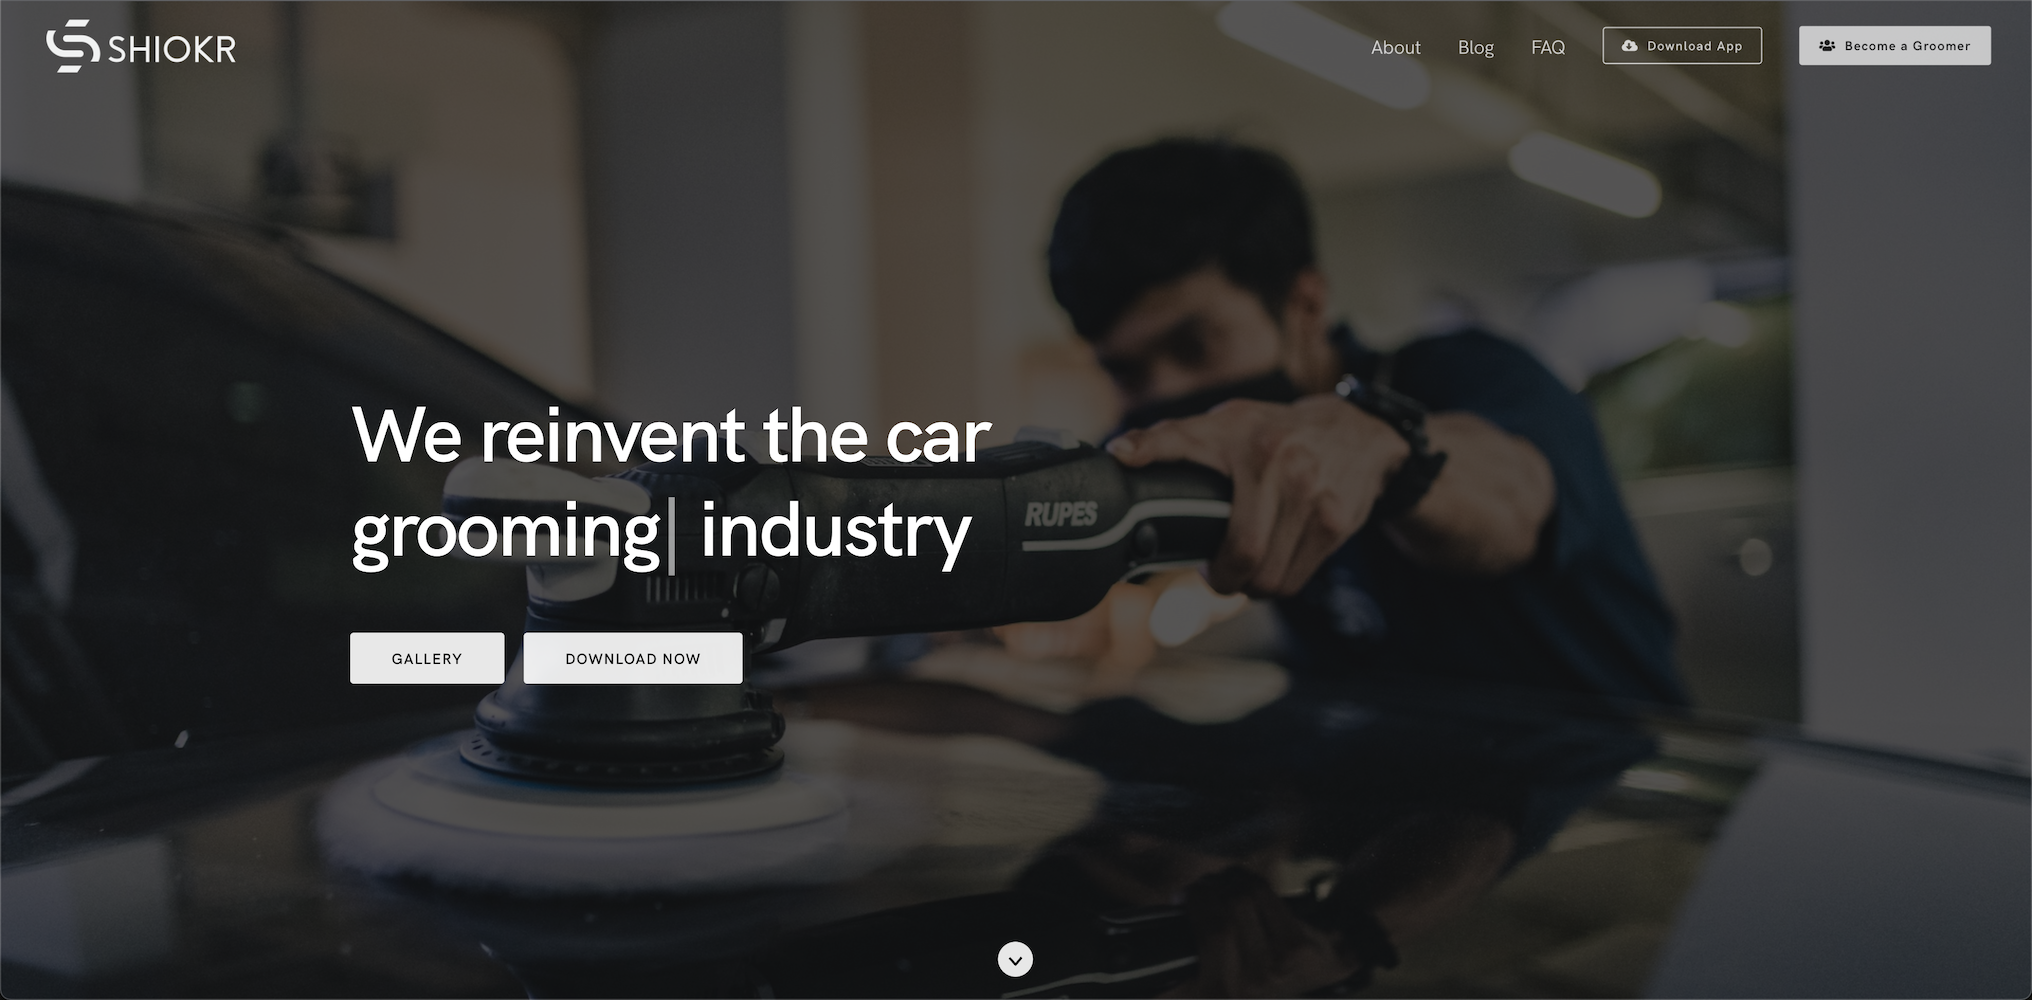 SHIOKR
About
Blog
FAQ
Download App
Become a Groomer
We reinvent the car
grooming| industry
RUPES
GALLERY
DOWNLOAD NOW